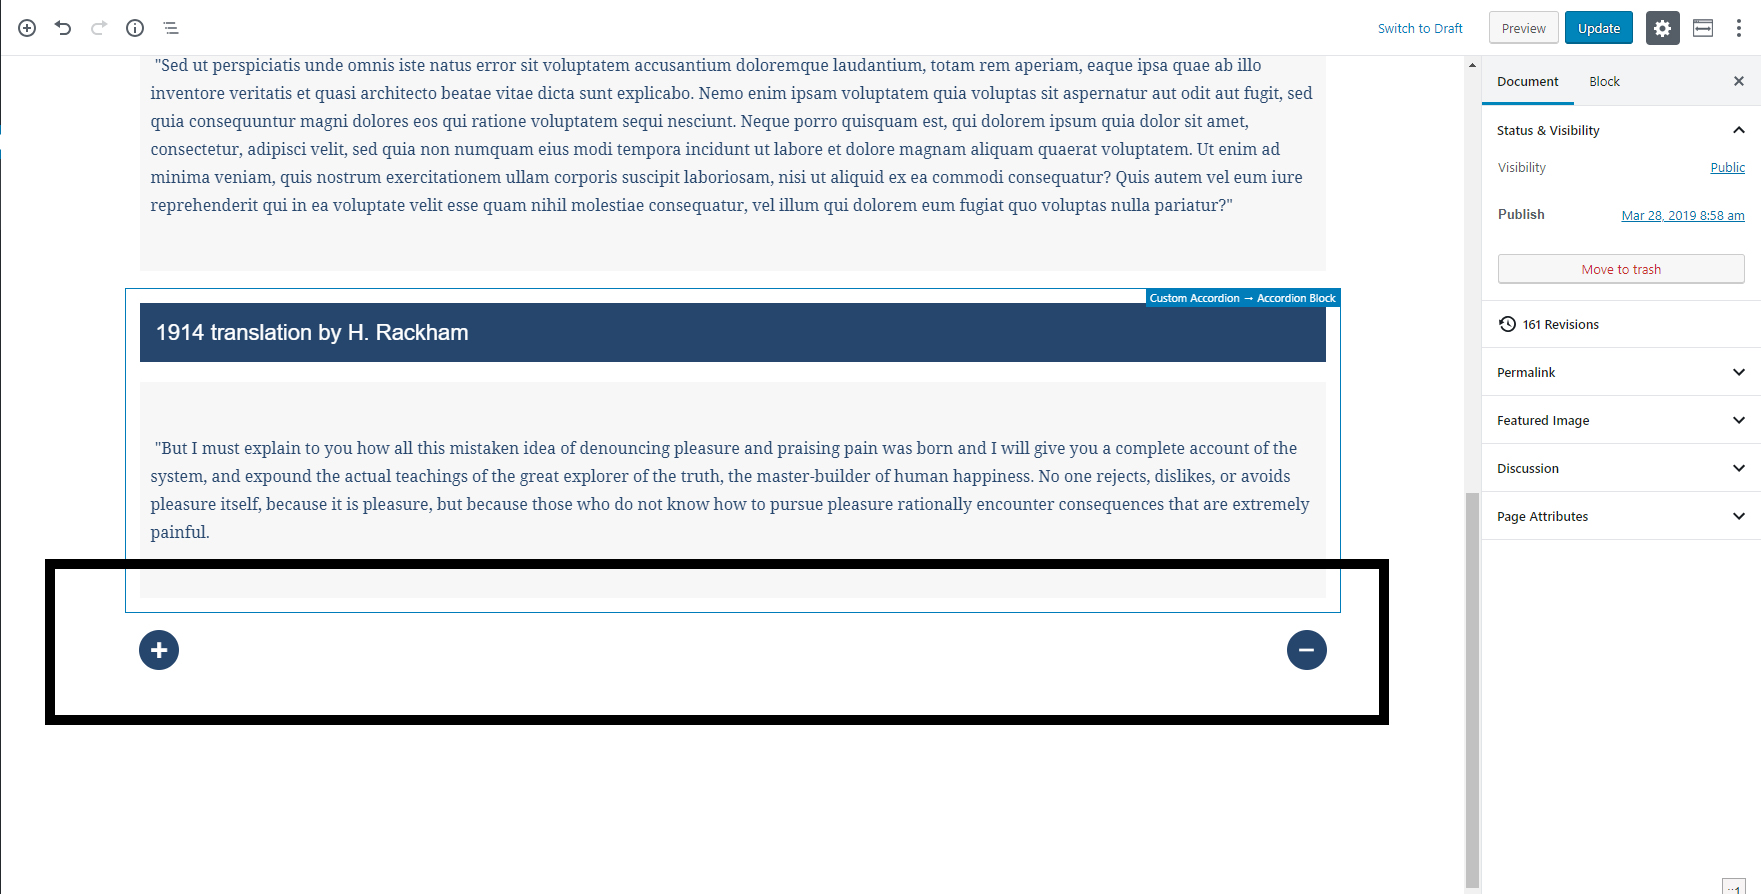 Switch to Draft
Preview
Update
"Sed ut perspiciatis unde omnis iste natus error sit voluptatem accusantium doloremque laudantium, totam rem aperiam, eaque ipsa quae ab illo
inventore veritatis et quasi architecto beatae vitae dicta sunt explicabo. Nemo enim ipsam voluptatem quia voluptas sit aspernatur aut odit aut fugit, sed
quia consequuntur magni dolores eos qui ratione voluptatem sequi nesciunt. Neque porro quisquam est, qui dolorem ipsum quia dolor sit amet,
consectetur, adipisci velit, sed quia non numquam eius modi tempora incidunt ut labore et dolore magnam aliquam quaerat voluptatem. Ut enim ad
minima veniam, quis nostrum exercitationem ullam corporis suscipit laboriosam, nisi ut aliquid ex ea commodi consequatur? Quis autem vel eum iure
reprehenderit qui in ea voluptate velit esse quam nihil molestiae consequatur, vel illum qui dolorem eum fugiat quo voluptas nulla pariatur?"
Custom Accordion → Accordion Block
1914 translation by H. Rackham
"But I must explain to you how all this mistaken idea of denouncing pleasure and praising pain was born and I will give you a complete account of the
system, and expound the actual teachings of the great explorer of the truth, the master-builder of human happiness. No one rejects, dislikes, or avoids
pleasure itself, because it is pleasure, but because those who do not know how to pursue pleasure rationally encounter consequences that are extremely
painful.
Document
Block
Status & Visibility
Visibility
Public
Publish
Mar 28, 2019 8:58 am
Move to trash
161 Revisions
Permalink
Featured Image
Discussion
Page Attributes